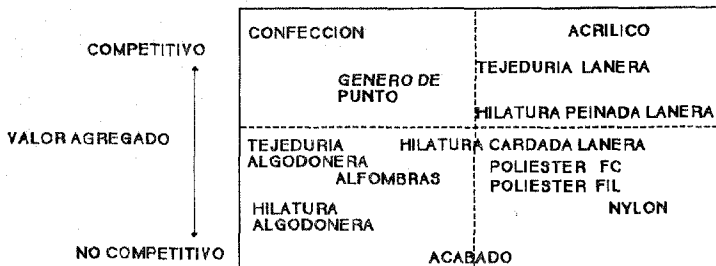 CONFECCION ACRILICO
COMPETITIVO
TEJEDURIA LANERA
GENERO DE
PUNTO
HILATURA PEINADA LANERA
VALOR AGREGADO
TEJEDURIA HILATURA CARDADA LANERA
ALGODONERA POLIESTER FC
ALFOMBRAS POLIESTER FIL
HILATURA NYLON
ALGODONERA
NO COMPETITIVO
ACABADO